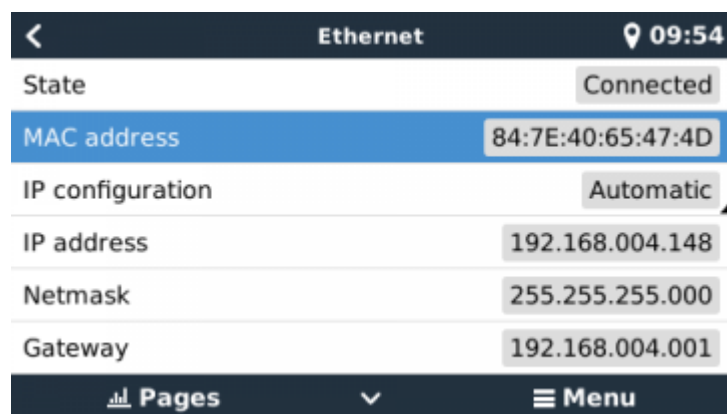 Ethernet 09:54
State Connected
MAC address 84:7E:40:65:47:4D
IP configuration Automatic
IP address 192.168.004.148
Netmask 255.255.255.000
Gateway 192.168.004.001
Pages Menu